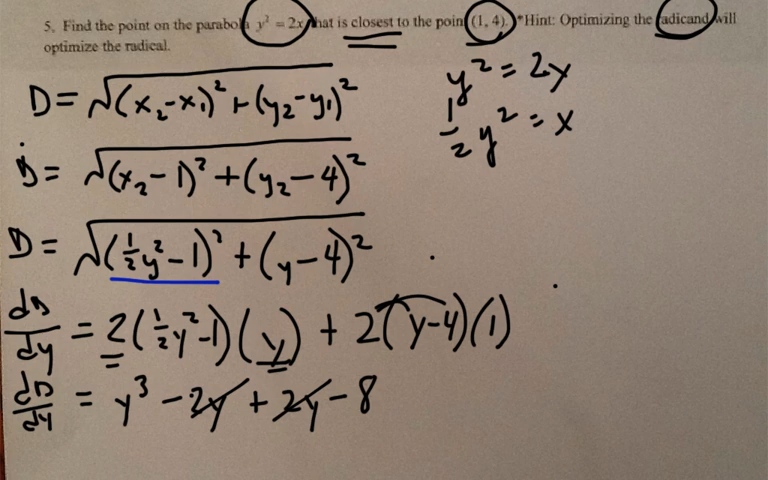 5. Find the point on the parabola y² = 2x that is closest to the point (1, 4). *Hint: Optimizing the radicand will
optimize the radical.
y² = 2y
½ y² = x
D = √(x₂-x₁)² + (y₂-y₁)²
D = √(x₂-1)² + (y₂-4)²
D = √(½y²-1)² + (y-4)²
dD/dy = 2(½y²-1)(y) + 2(y-4)(1)
dD/dy = y³ - 2y + 2y - 8